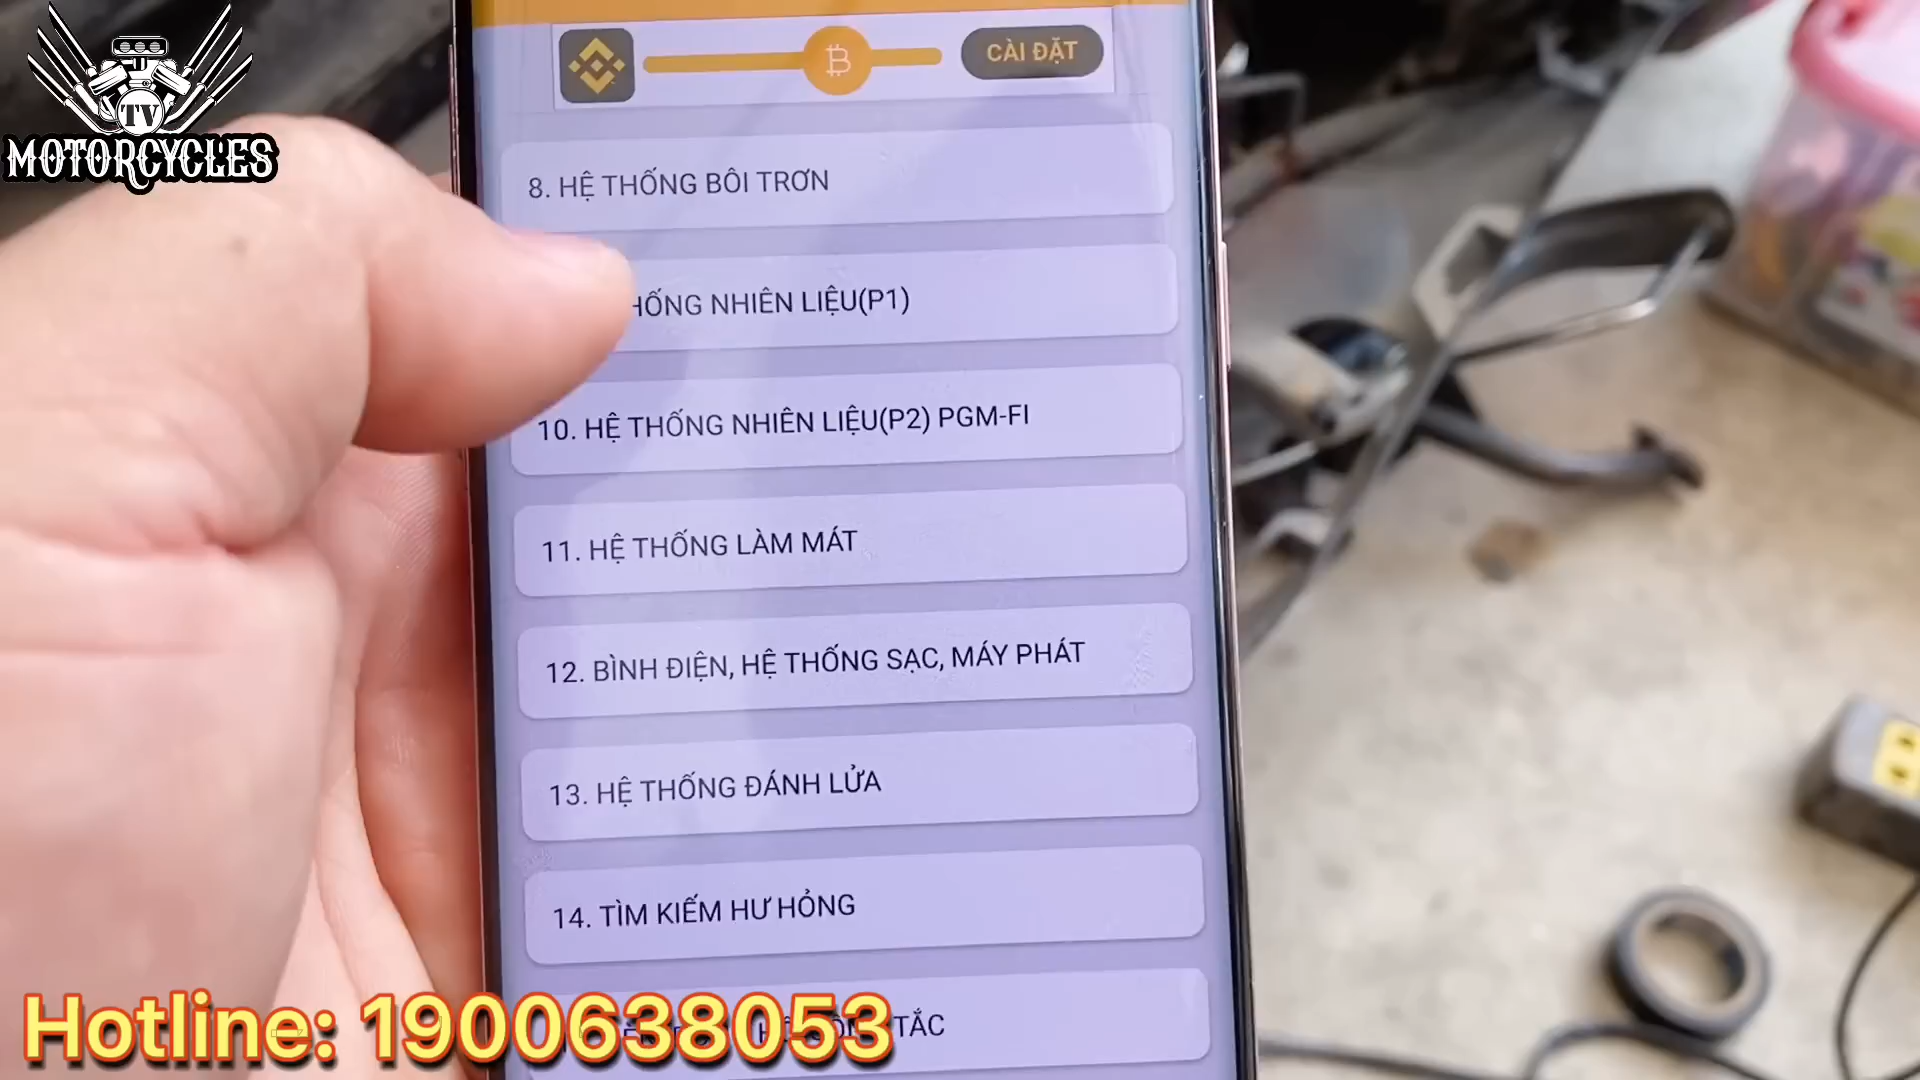 TV
MOTORCYCLES
CÀI ĐẶT
8. HỆ THỐNG BÔI TRƠN
HỐNG NHIÊN LIỆU(P1)
10. HỆ THỐNG NHIÊN LIỆU(P2) PGM-FI
11. HỆ THỐNG LÀM MÁT
12. BÌNH ĐIỆN, HỆ THỐNG SẠC, MÁY PHÁT
13. HỆ THỐNG ĐÁNH LỬA
14. TÌM KIẾM HƯ HỎNG
TẮC
Hotline: 1900638053